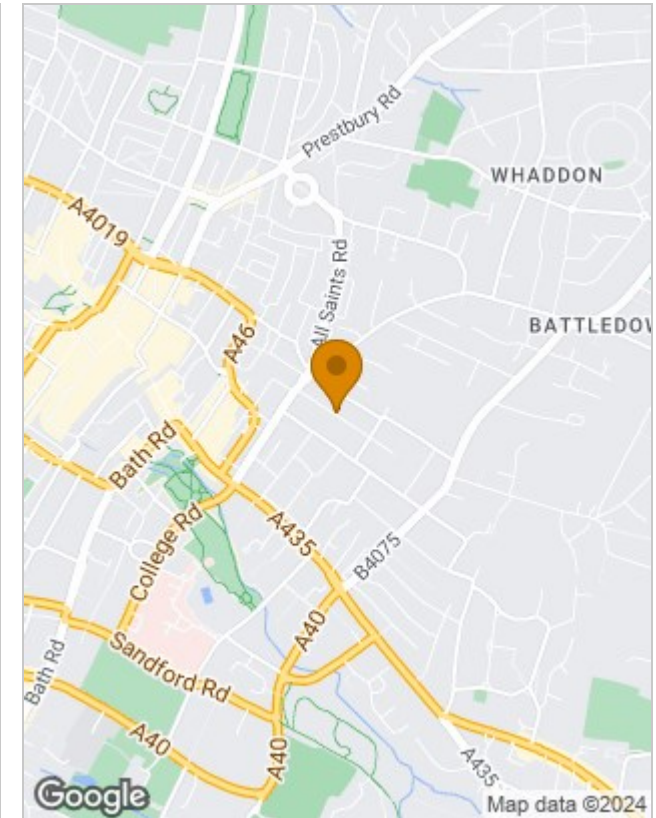 Prestbury Rd
WHADDON
A4019
All Saints Rd
BATTLEDOW
A46
Bath Rd
College Rd
A435
B4075
A40
Sandford Rd
Bath Rd
A40
A40
A435
Google
Map data ©2024